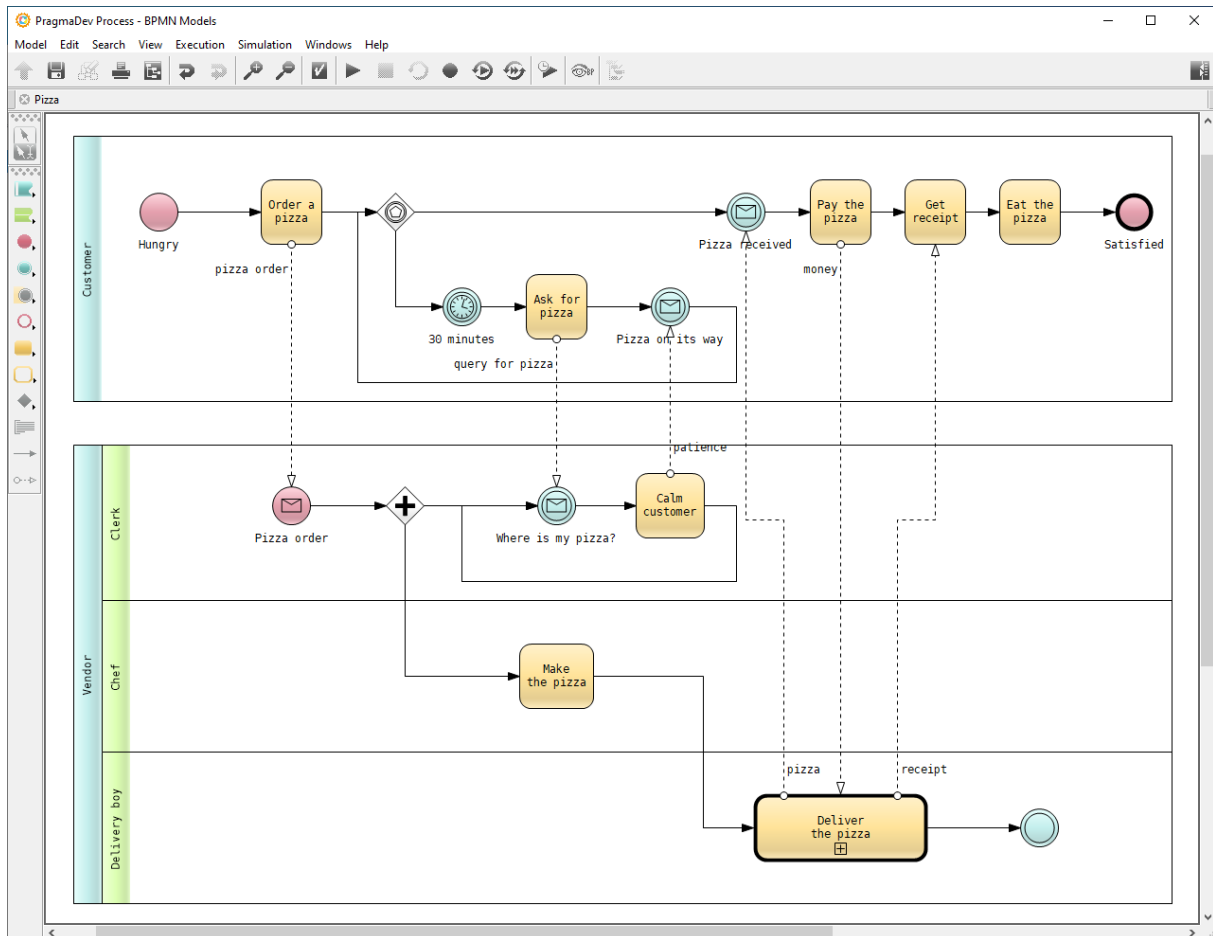 PragmaDev Process - BPMN Models
Model Edit Search View Execution Simulation Windows Help
Pizza
Customer
Hungry
Order a
pizza
pizza order
Pizza received
Pay the
pizza
money
Get
receipt
Eat the
pizza
Satisfied
30 minutes
Ask for
pizza
query for pizza
Pizza on its way
patience
Vendor
Clerk
Pizza order
Where is my pizza?
Calm
customer
Chef
Make
the pizza
Delivery boy
pizza
receipt
Deliver
the pizza